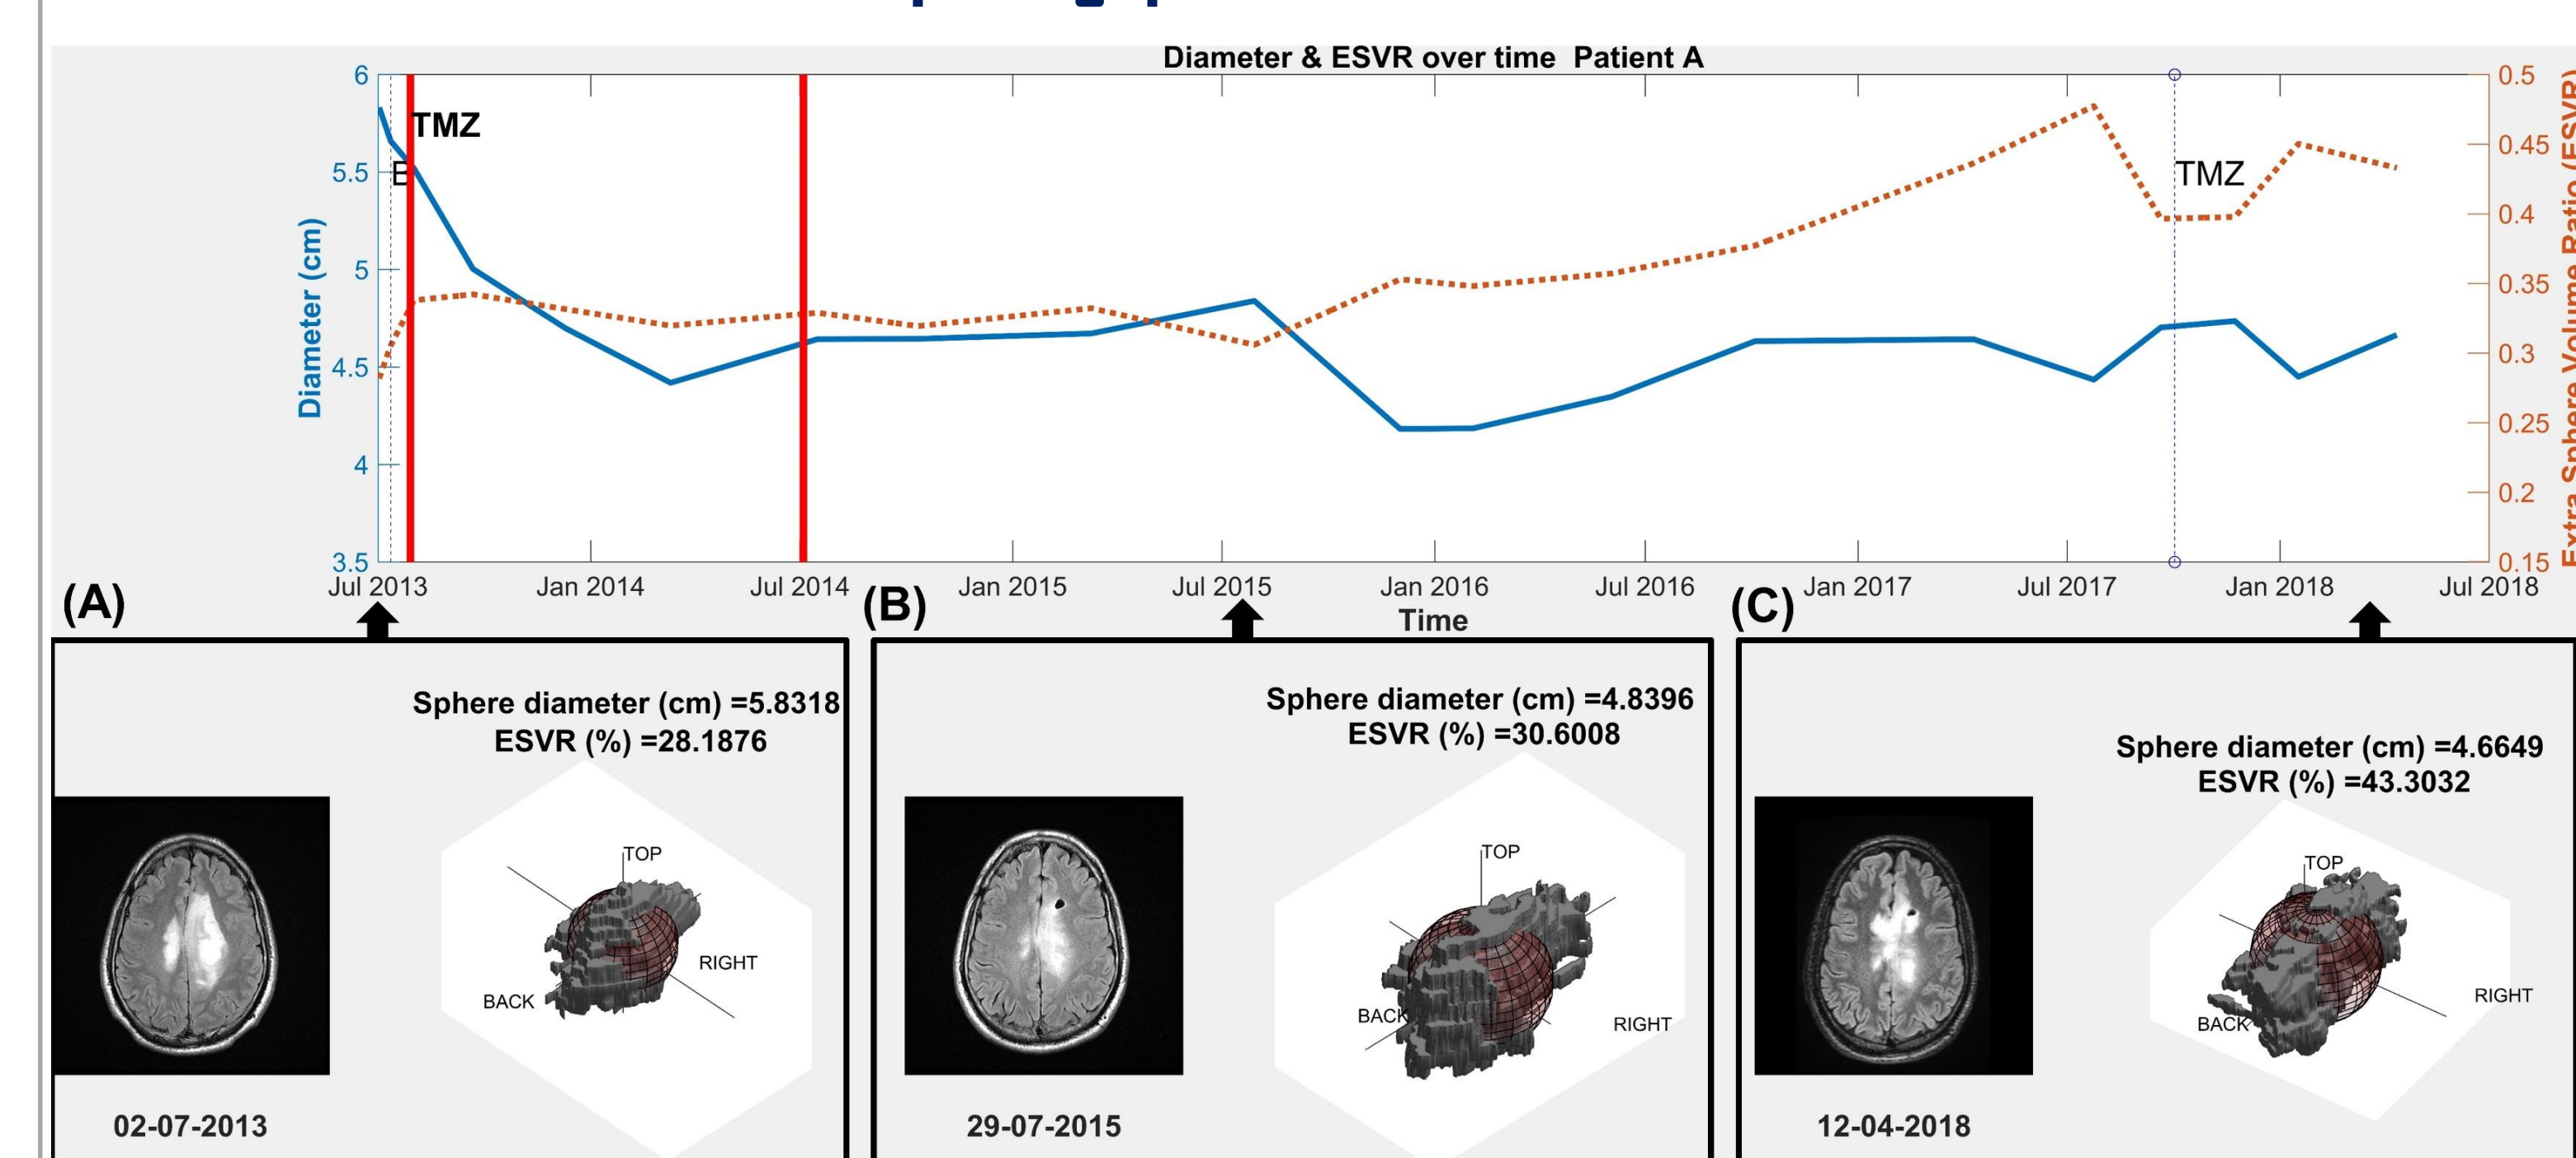 Diameter & ESVR over time Patient A
6
5.5
5
4.5
4
3.5
Diameter (cm)
TMZ
B
TMZ
0.5
0.45
0.4
0.35
0.3
0.25
0.2
0.15
Extra Sphere Volume Ratio (ESVR)
Jul 2013
Jan 2014
Jul 2014
Jan 2015
Jul 2015
Jan 2016
Jul 2016
Jan 2017
Jul 2017
Jan 2018
Jul 2018
Time
(A)
Sphere diameter (cm) =5.8318
ESVR (%) =28.1876
TOP
RIGHT
BACK
02-07-2013
(B)
Sphere diameter (cm) =4.8396
ESVR (%) =30.6008
TOP
BACK
RIGHT
29-07-2015
(C)
Sphere diameter (cm) =4.6649
ESVR (%) =43.3032
TOP
RIGHT
BACK
12-04-2018